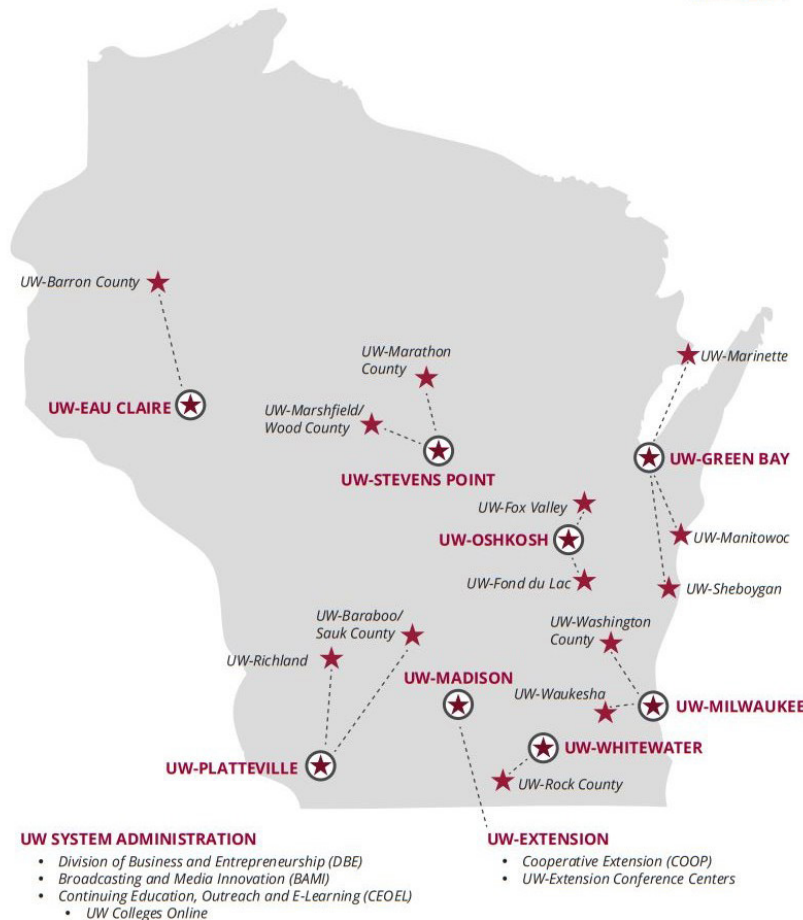 UW-Barron County
UW-Marathon
County
UW-Marinette
UW-EAU CLAIRE
UW-Marshfield/
Wood County
UW-STEVENS POINT
UW-GREEN BAY
UW-Fox Valley
UW-OSHKOSH
UW-Manitowoc
UW-Fond du Lac
UW-Sheboygan
UW-Baraboo/
Sauk County
UW-Washington
County
UW-Richland
UW-MADISON
UW-Waukesha
UW-MILWAUKEE
UW-WHITEWATER
UW-PLATTEVILLE
UW-Rock County
UW SYSTEM ADMINISTRATION
• Division of Business and Entrepreneurship (DBE)
• Broadcasting and Media Innovation (BAMI)
• Continuing Education, Outreach and E-Learning (CEOEL)
• UW Colleges Online
UW-EXTENSION
• Cooperative Extension (COOP)
• UW-Extension Conference Centers